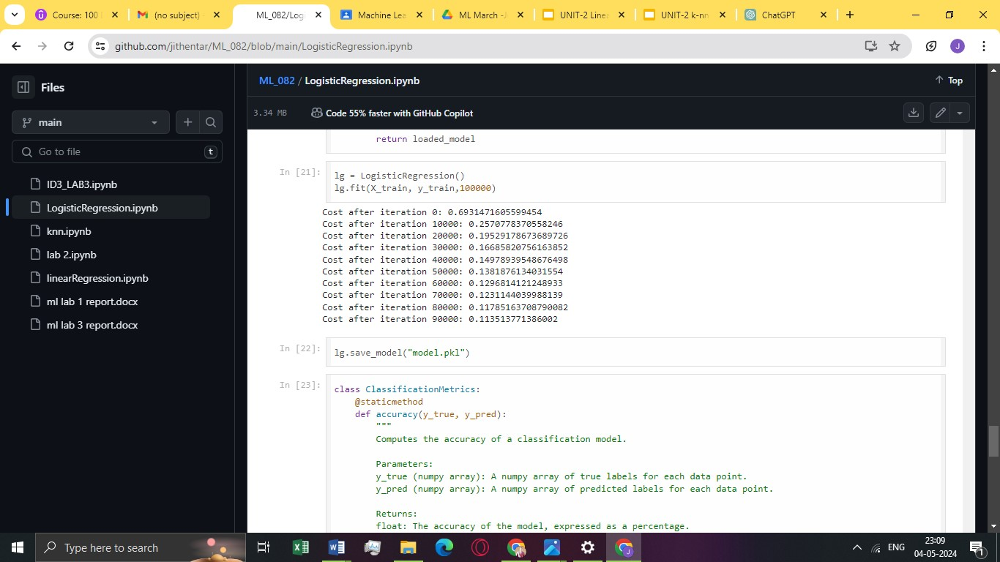 Course: 100
(no subject)
ML_082/Logi
Machine Lea
ML March -J
UNIT-2 Linea
UNIT-2 k-nn
ChatGPT
github.com/jithentar/ML_082/blob/main/LogisticRegression.ipynb
J
Files
main
Go to file
t
ID3_LAB3.ipynb
LogisticRegression.ipynb
knn.ipynb
lab 2.ipynb
linearRegression.ipynb
ml lab 1 report.docx
ml lab 3 report.docx
ML_082 / LogisticRegression.ipynb
Top
3.34 MB
Code 55% faster with GitHub Copilot
return loaded_model
In [21]:
lg = LogisticRegression()
lg.fit(X_train, y_train,100000)
Cost after iteration 0: 0.6931471605599454
Cost after iteration 10000: 0.2570778370558246
Cost after iteration 20000: 0.19529178673689726
Cost after iteration 30000: 0.16685820756163852
Cost after iteration 40000: 0.14978939548676498
Cost after iteration 50000: 0.1381876134031554
Cost after iteration 60000: 0.1296814121248933
Cost after iteration 70000: 0.1231144039988139
Cost after iteration 80000: 0.11785163708790082
Cost after iteration 90000: 0.113513771386002
In [22]:
lg.save_model("model.pkl")
In [23]:
class ClassificationMetrics:
@staticmethod
def accuracy(y_true, y_pred):
"""
Computes the accuracy of a classification model.
Parameters:
y_true (numpy array): A numpy array of true labels for each data point.
y_pred (numpy array): A numpy array of predicted labels for each data point.
Returns:
float: The accuracy of the model, expressed as a percentage.
Type here to search
ENG
23:09
04-05-2024
1